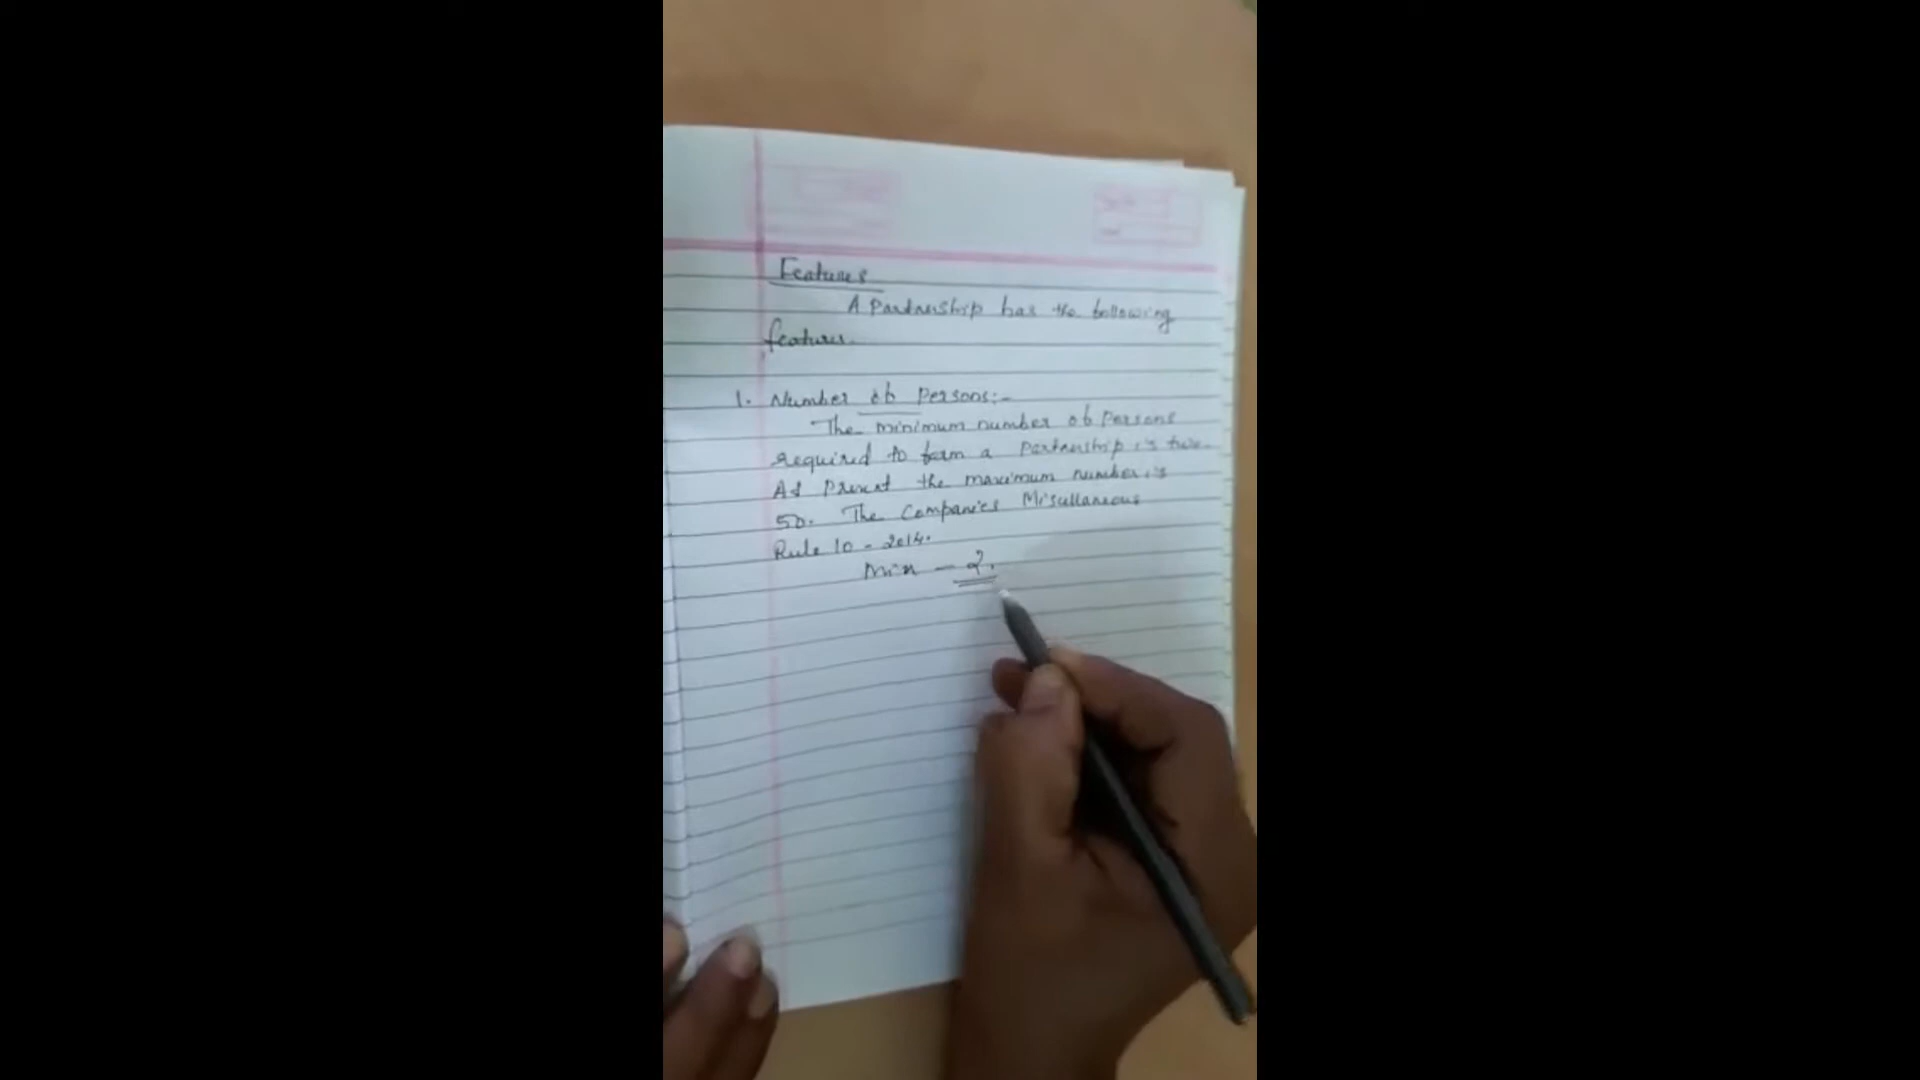 Features
A Partnership has the following
features.
1. Number of Persons:-
The minimum number of Persons
required to form a Partnership is two.
At Present the maximum number is
50. The Companies Miscellaneous
Rule 10 - 2014.
Min - 2.